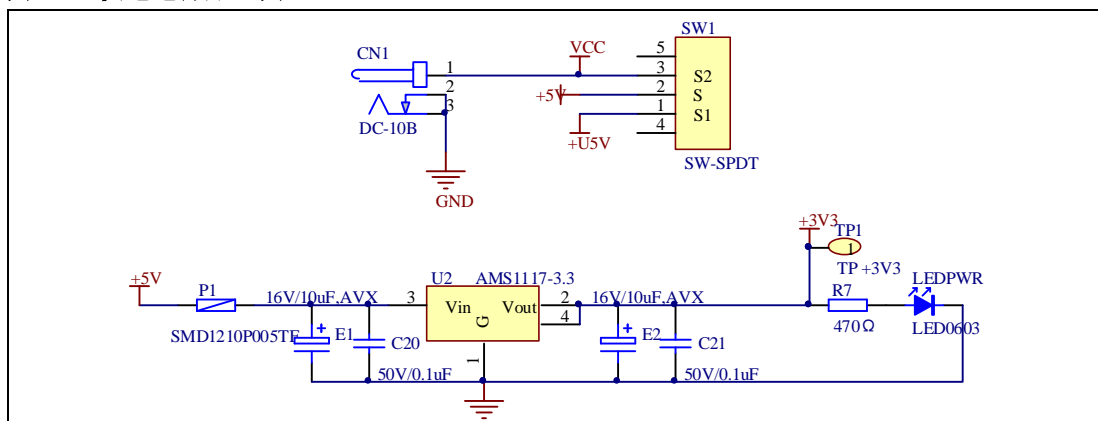 SW1
VCC
CN1
5
1
3
S2
2
+5V
2
S
3
1
S1
DC-10B
4
+U5V
SW-SPDT
GND
+3V3
TP1
1
+5V
P1
U2
AMS1117-3.3
TP +3V3
LEDPWR
16V/10uF,AVX
3
Vin
Vout
2
16V/10uF,AVX
R7
4
G
SMD1210P005TF
E1
C20
E2
C21
470Ω
LED0603
1
50V/0.1uF
50V/0.1uF